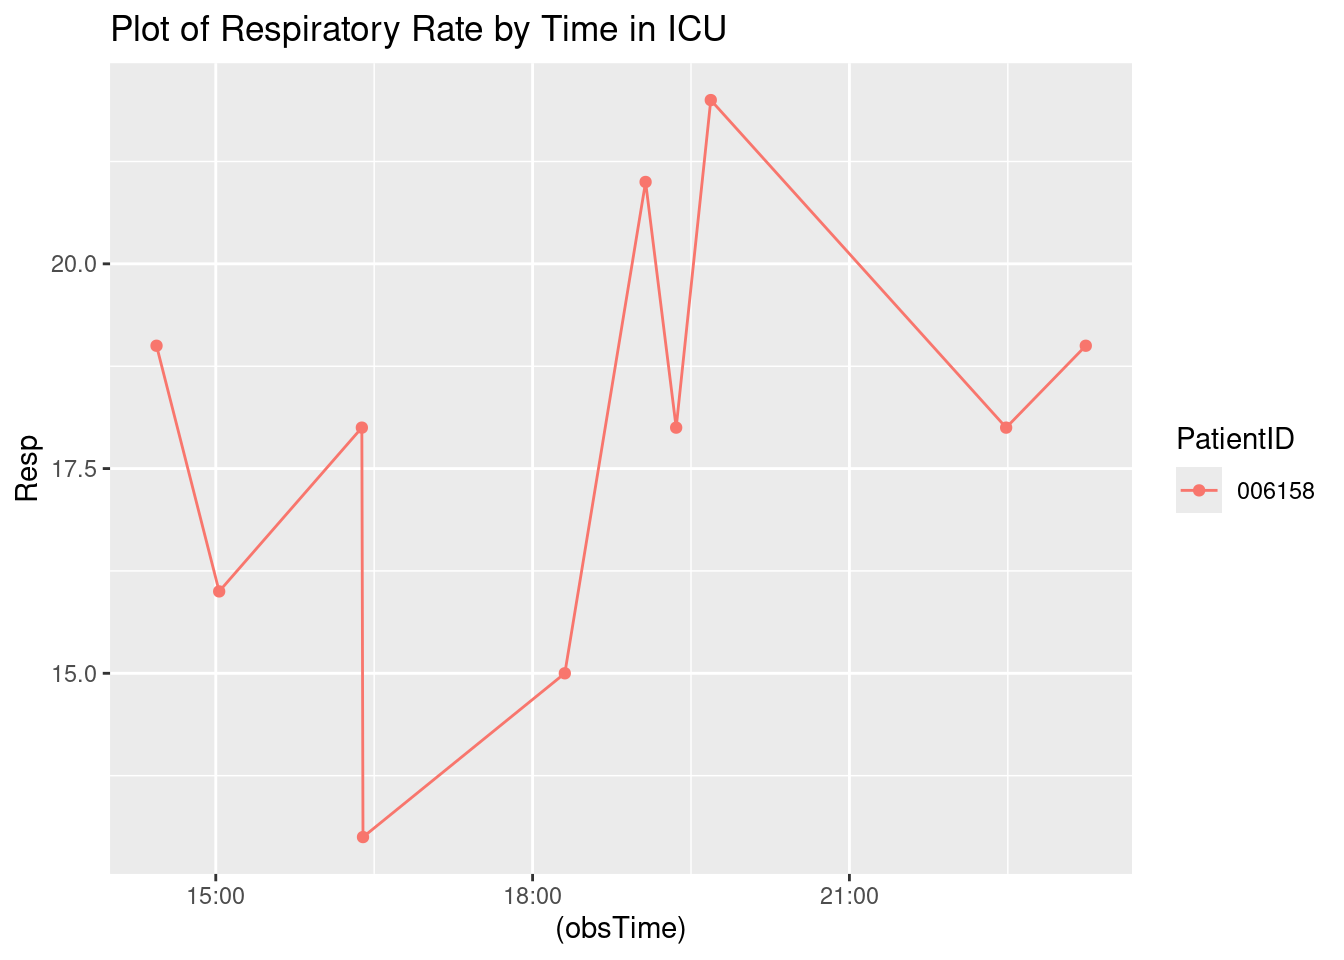 Plot of Respiratory Rate by Time in ICU
Resp
20.0
17.5
15.0
15:00
18:00
21:00
(obsTime)
PatientID
006158